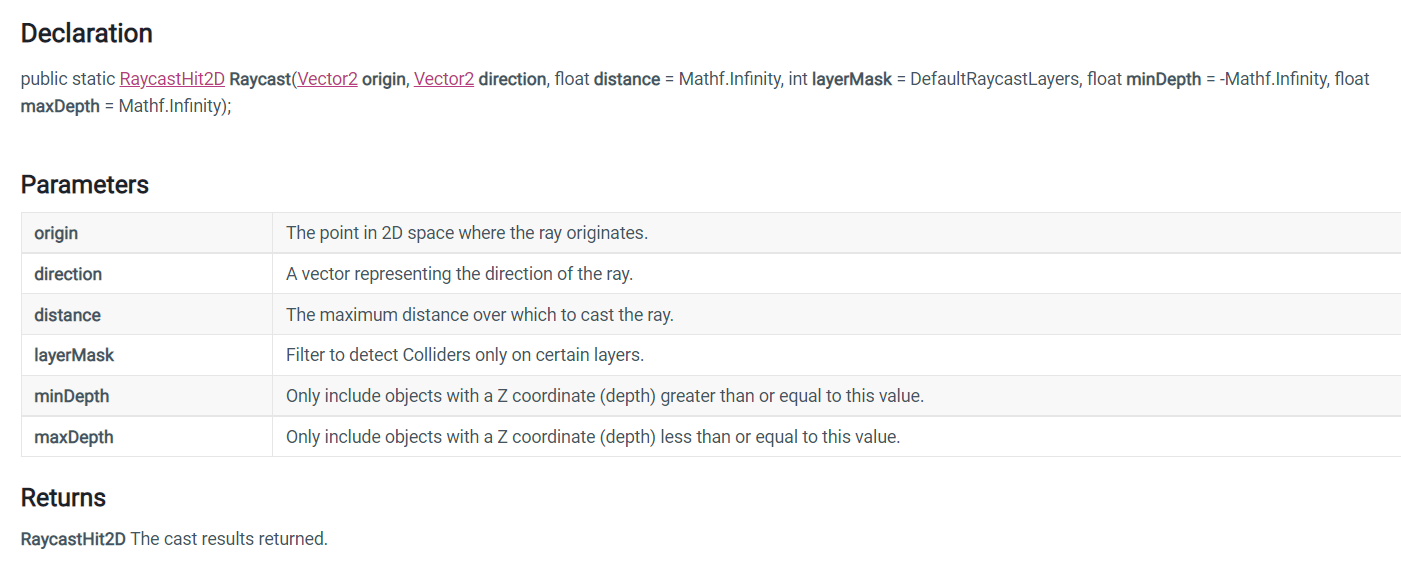 Declaration
public static RaycastHit2D Raycast(Vector2 origin, Vector2 direction, float distance = Mathf.Infinity, int layerMask = DefaultRaycastLayers, float minDepth = -Mathf.Infinity, float
maxDepth = Mathf.Infinity);
Parameters
origin The point in 2D space where the ray originates.
direction A vector representing the direction of the ray.
distance The maximum distance over which to cast the ray.
layerMask Filter to detect Colliders only on certain layers.
minDepth Only include objects with a Z coordinate (depth) greater than or equal to this value.
maxDepth Only include objects with a Z coordinate (depth) less than or equal to this value.
Returns
RaycastHit2D The cast results returned.